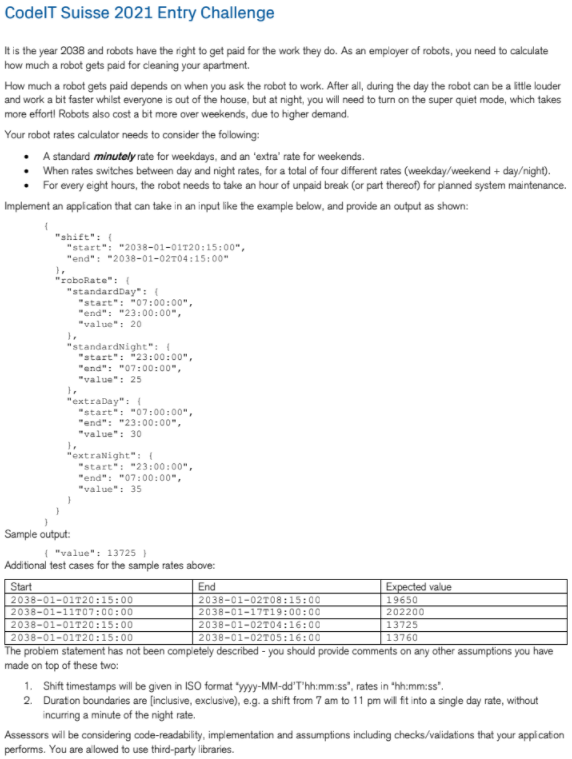 CodeIT Suisse 2021 Entry Challenge
It is the year 2038 and robots have the right to get paid for the work they do. As an employer of robots, you need to calculate
how much a robot gets paid for cleaning your apartment.
How much a robot gets paid depends on when you ask the robot to work. After all, during the day the robot can be a little louder
and work a bit faster whilst everyone is out of the house, but at night, you will need to turn on the super quiet mode, which takes
more effort! Robots also cost a bit more over weekends, due to higher demand.
Your robot rates calculator needs to consider the following:
• A standard minutely rate for weekdays, and an 'extra' rate for weekends.
• When rates switches between day and night rates, for a total of four different rates (weekday/weekend + day/night).
• For every eight hours, the robot needs to take an hour of unpaid break (or part thereof) for planned system maintenance.
Implement an application that can take in an input like the example below, and provide an output as shown:
{
"shift": {
"start": "2038-01-01T20:15:00",
"end": "2038-01-02T04:15:00"
},
"roboRate": {
"standardDay": {
"start": "07:00:00",
"end": "23:00:00",
"value": 20
},
"standardNight": {
"start": "23:00:00",
"end": "07:00:00",
"value": 25
},
"extraDay": {
"start": "07:00:00",
"end": "23:00:00",
"value": 30
},
"extraNight": {
"start": "23:00:00",
"end": "07:00:00",
"value": 35
}
}
}
Sample output:
{ "value": 13725 }
Additional test cases for the sample rates above:
Start End Expected value
2038-01-01T20:15:00 2038-01-02T08:15:00 19650
2038-01-11T07:00:00 2038-01-17T19:00:00 202200
2038-01-01T20:15:00 2038-01-02T04:16:00 13725
2038-01-01T20:15:00 2038-01-02T05:16:00 13760
The problem statement has not been completely described - you should provide comments on any other assumptions you have
made on top of these two:
1. Shift timestamps will be given in ISO format "yyyy-MM-dd'T'hh:mm:ss", rates in "hh:mm:ss".
2. Duration boundaries are [inclusive, exclusive), e.g. a shift from 7 am to 11 pm will fit into a single day rate, without
incurring a minute of the night rate.
Assessors will be considering code-readability, implementation and assumptions including checks/validations that your application
performs. You are allowed to use third-party libraries.